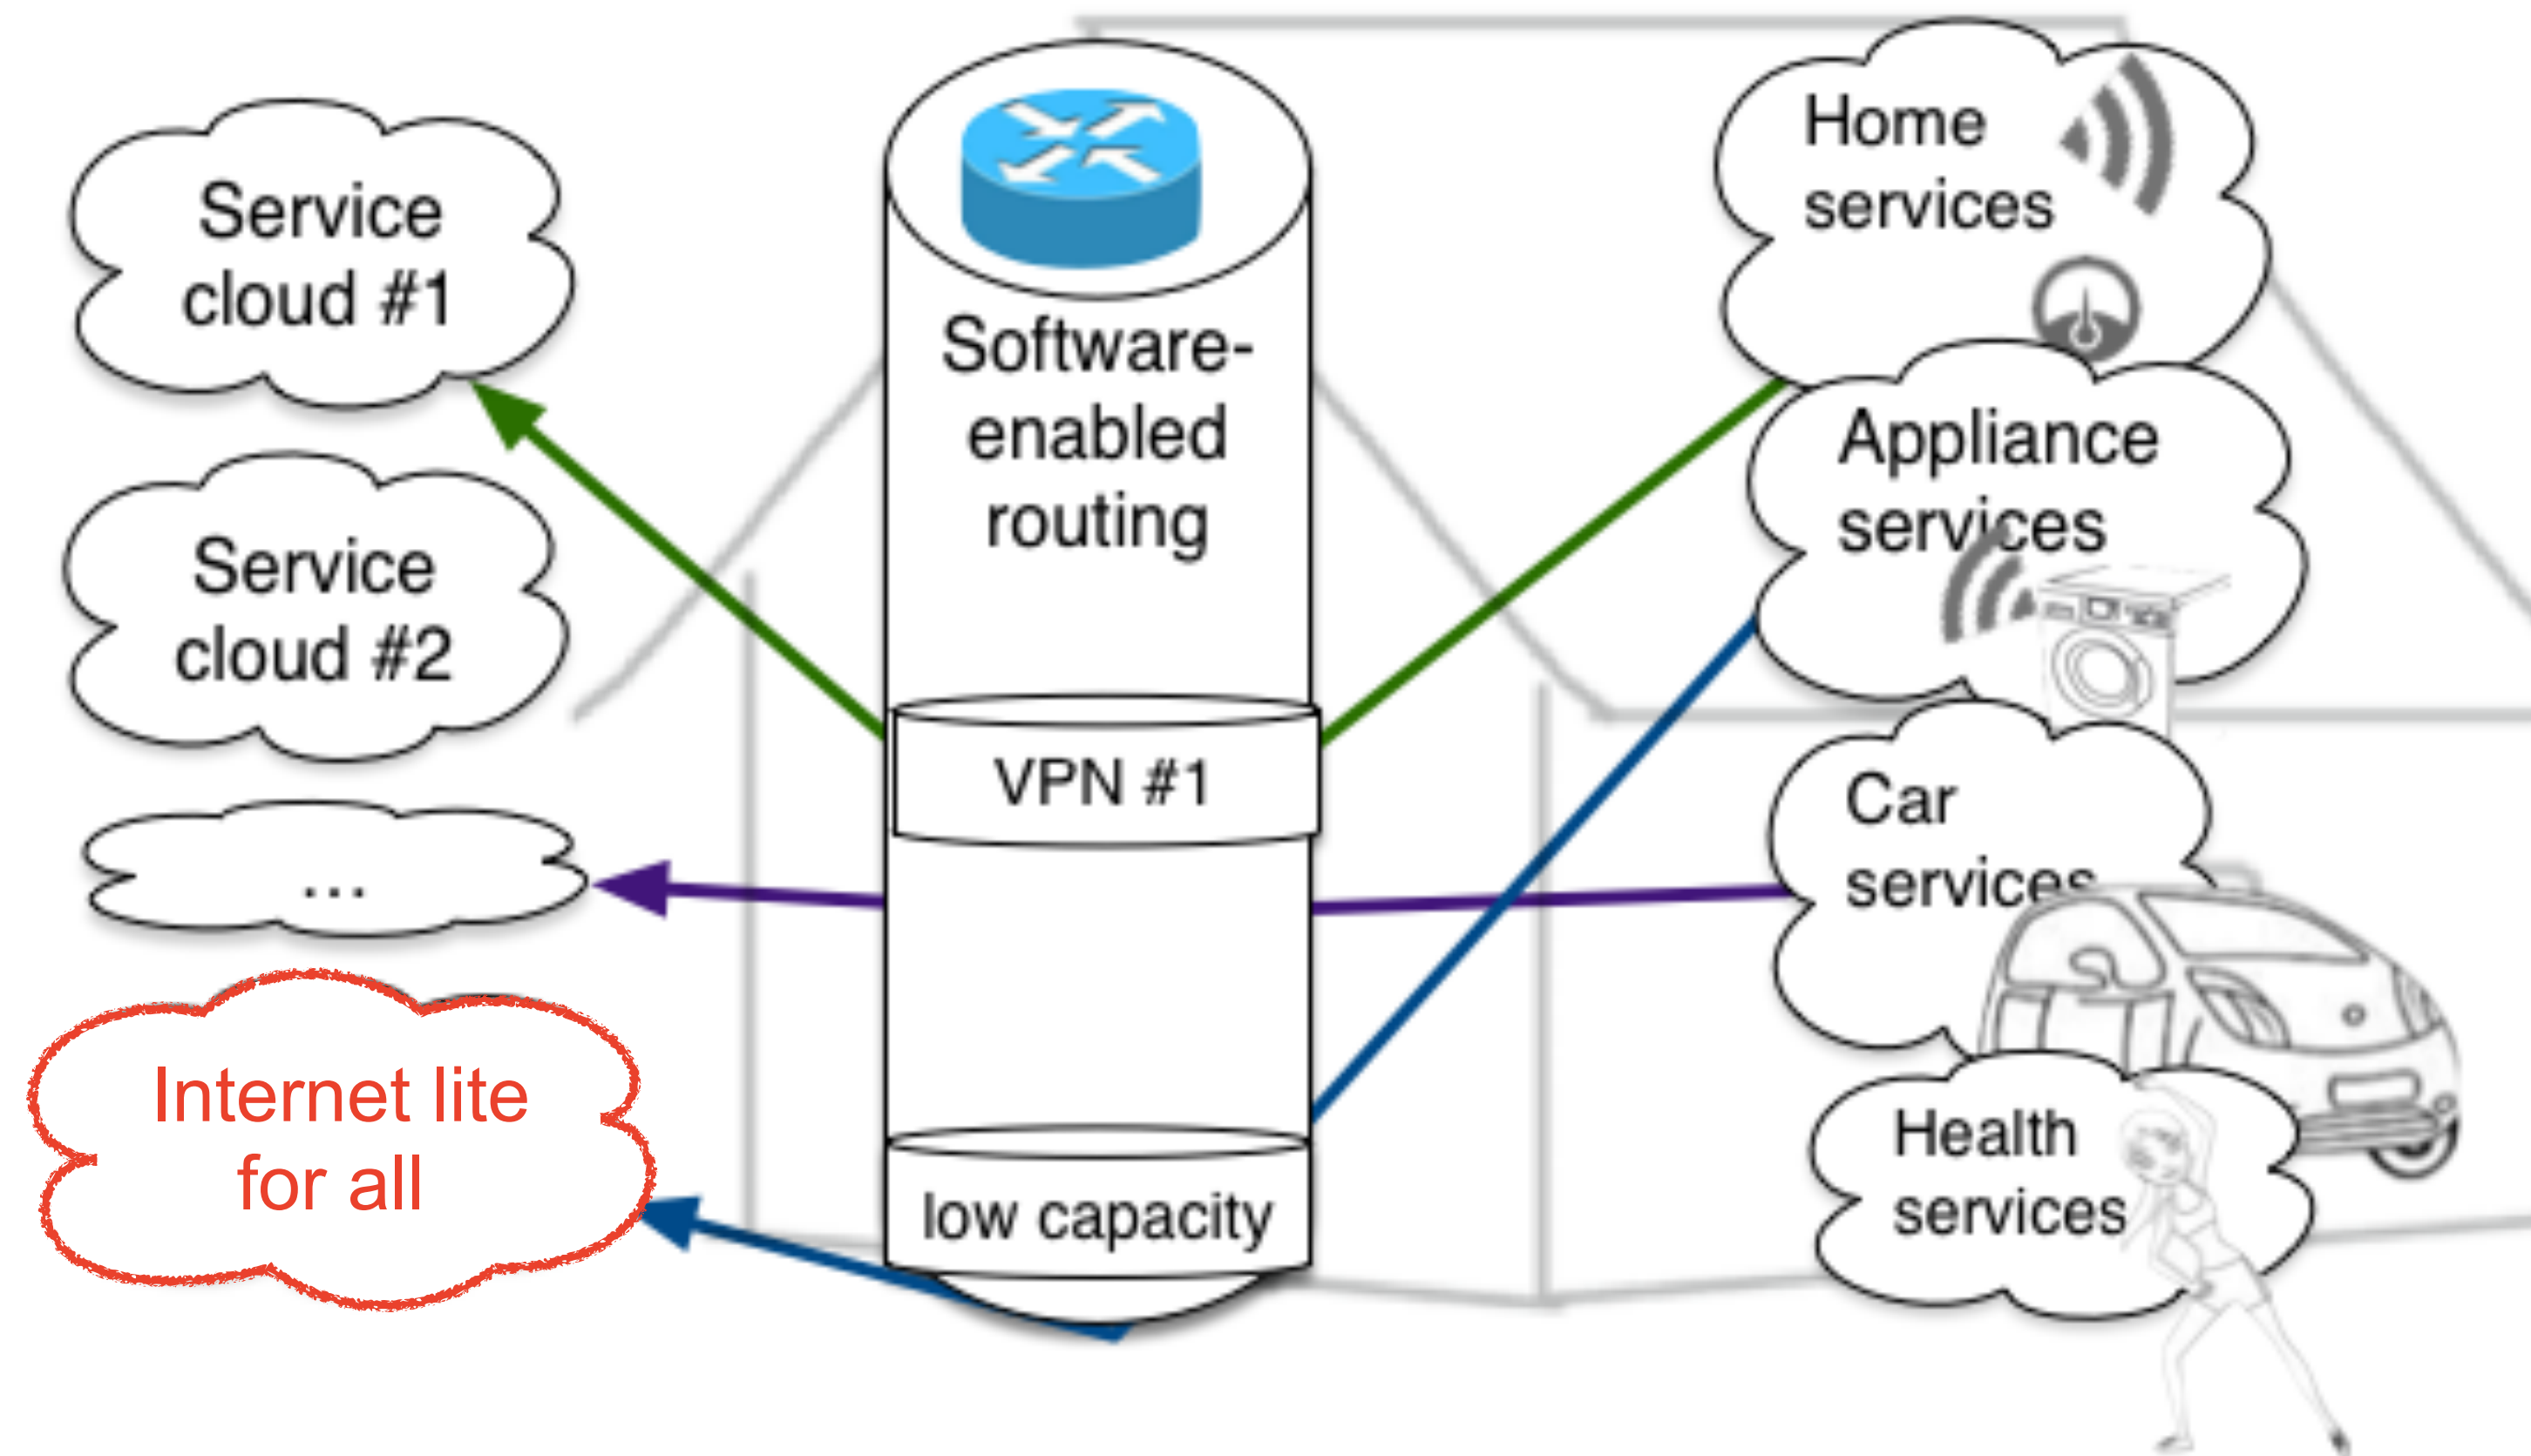 Service
cloud #1
Service
cloud #2
...
Internet lite
for all
Software-
enabled
routing
VPN #1
low capacity
Home
services
Appliance
services
Car
services
Health
services